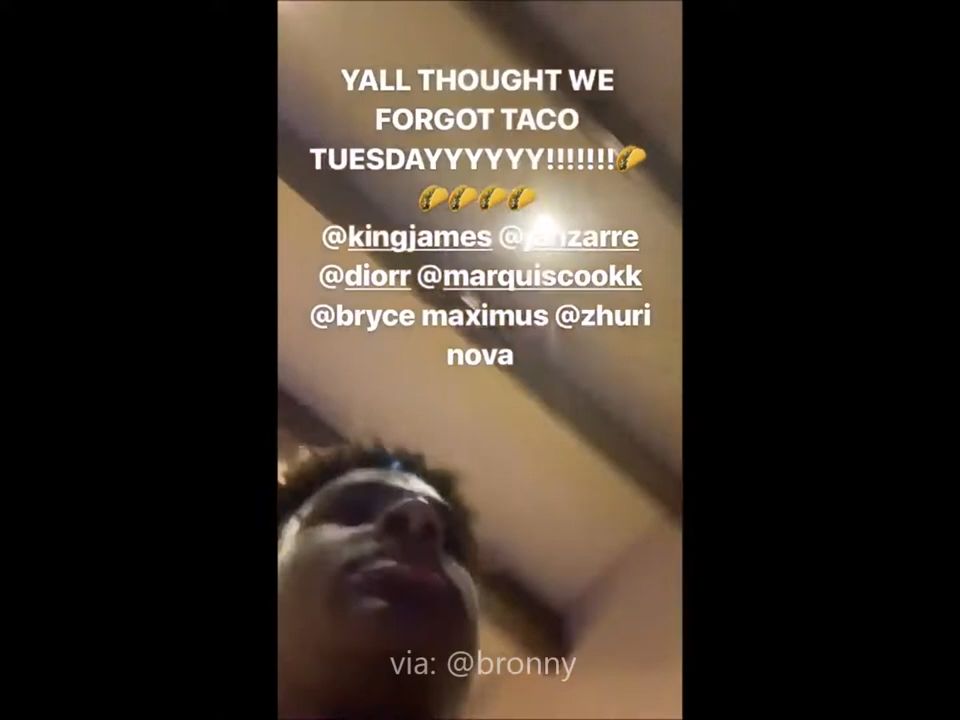 YALL THOUGHT WE
FORGOT TACO
TUESDAYYYYYY!!!!!!!🌮
🌮🌮🌮🌮
@kingjames
@diorr @marquiscookk
@bryce maximus @zhuri
nova
via: @bronny